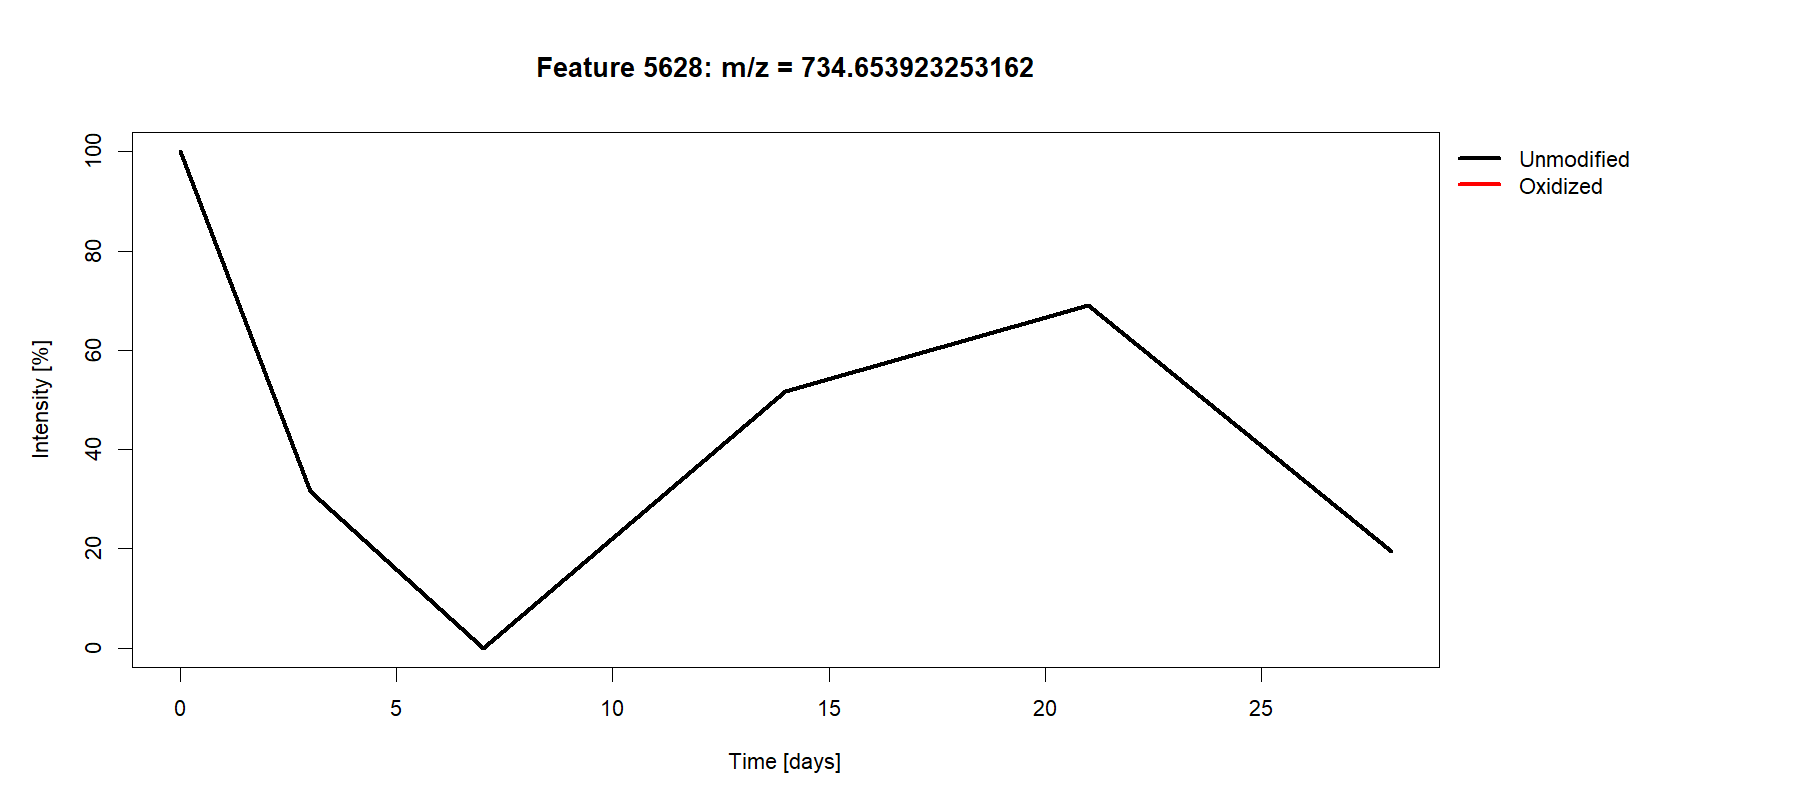 Feature 5628: m/z = 734.653923253162
Unmodified
Oxidized
Intensity [%]
100
80
60
40
20
0
0 5 10 15 20 25
Time [days]